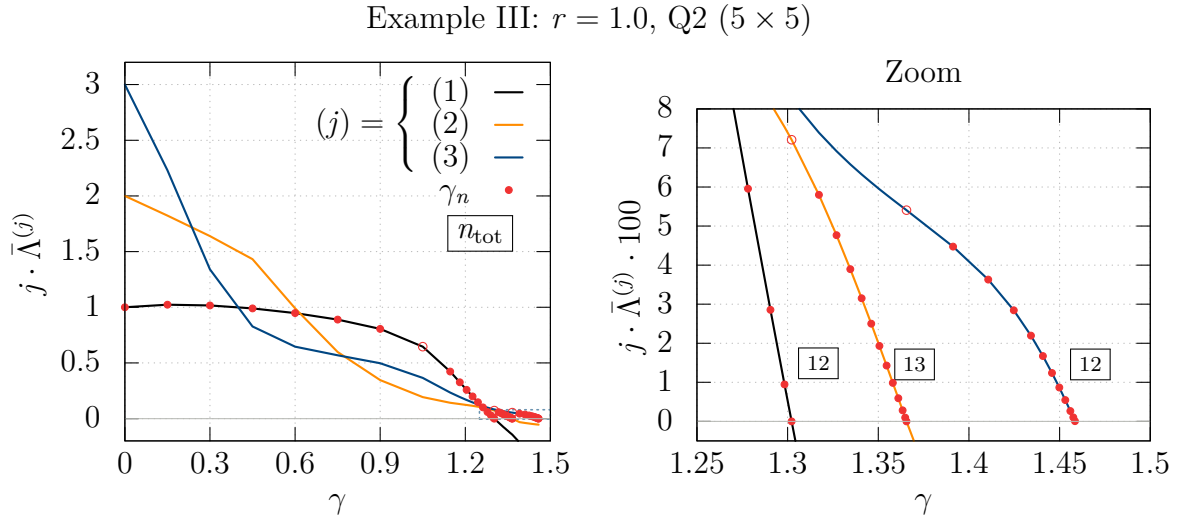 Example III: r = 1.0, Q2 (5 × 5)
j · Λ̄^(j)
3
2.5
2
1.5
1
0.5
0
0 0.3 0.6 0.9 1.2 1.5
γ
(j) = { (1)
(2)
(3)
γ_n
n_tot
Zoom
j · Λ̄^(j) · 100
8
7
6
5
4
3
2
1
0
1.25 1.3 1.35 1.4 1.45 1.5
γ
12 13 12